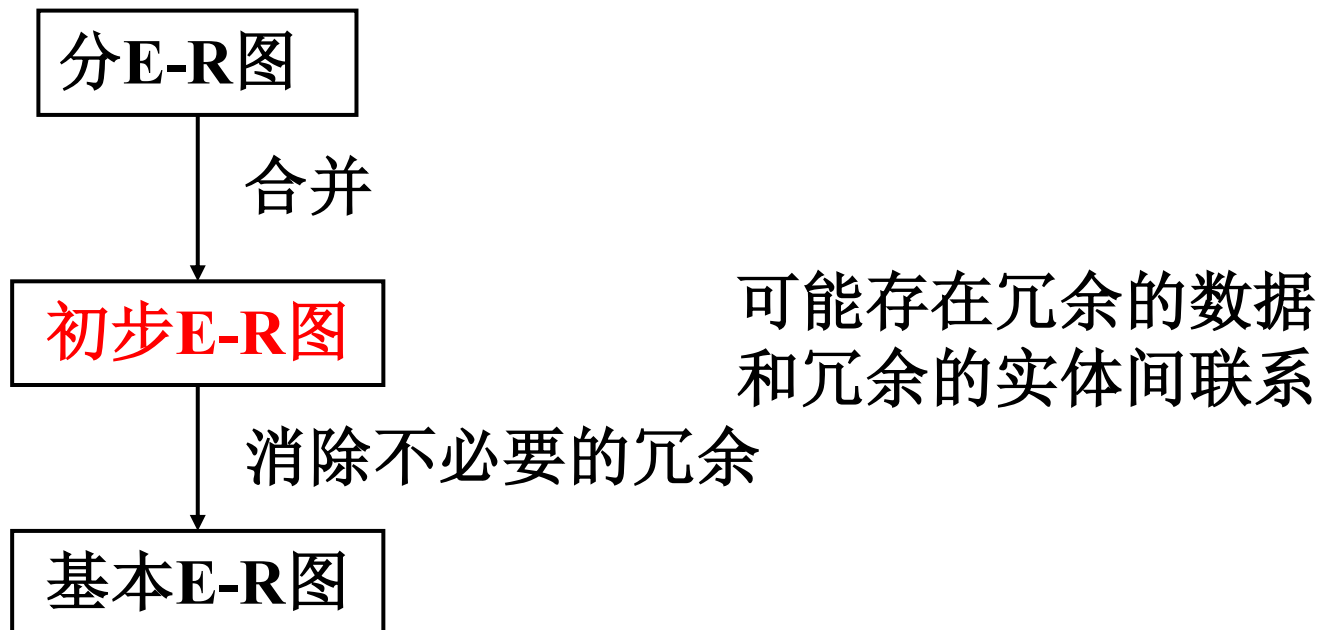 分E-R图
合并
初步E-R图
可能存在冗余的数据
和冗余的实体间联系
消除不必要的冗余
基本E-R图